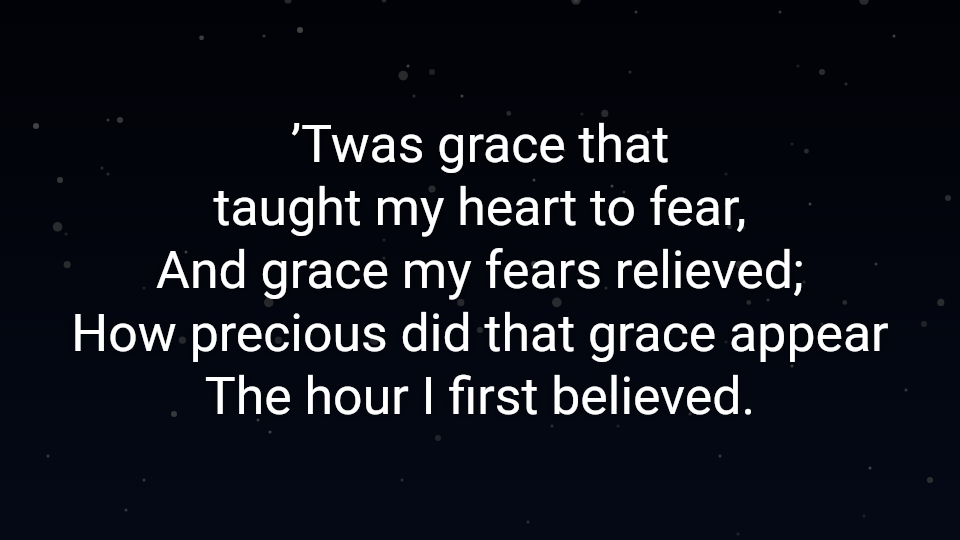 ’Twas grace that
taught my heart to fear,
And grace my fears relieved;
How precious did that grace appear
The hour I first believed.